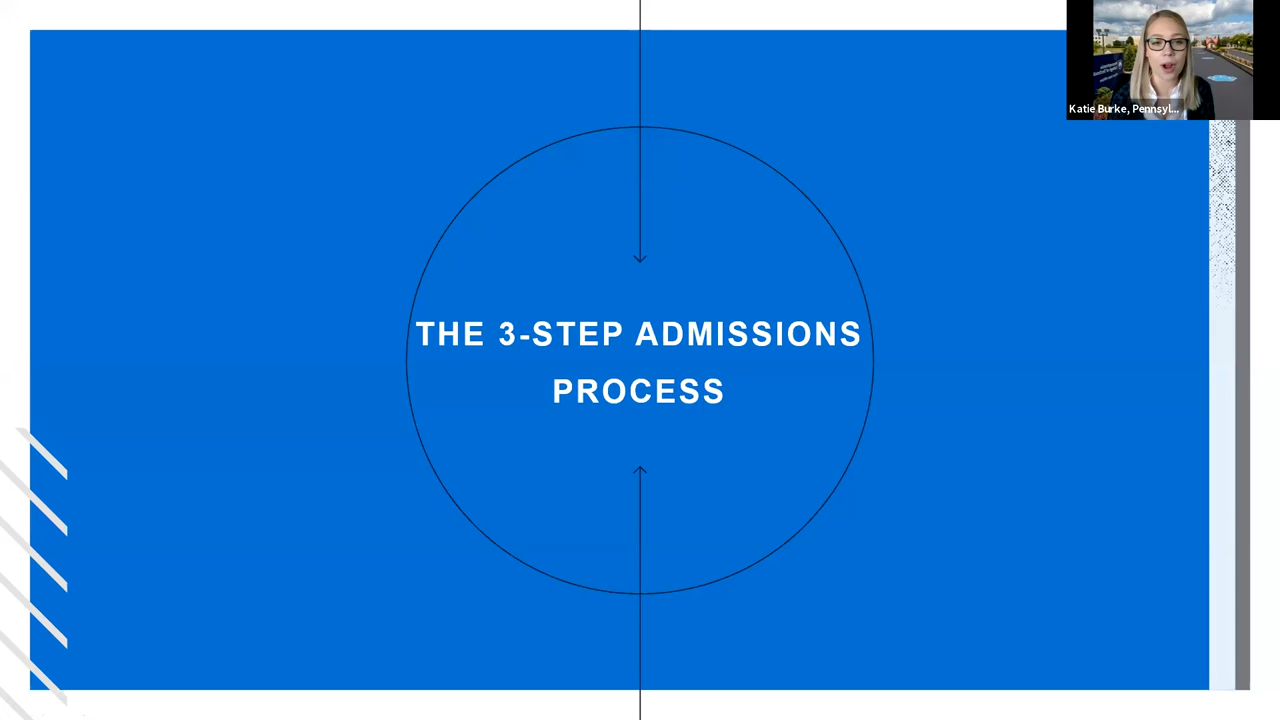 THE 3-STEP ADMISSIONS
PROCESS
Katie Burke, Pennsyl...